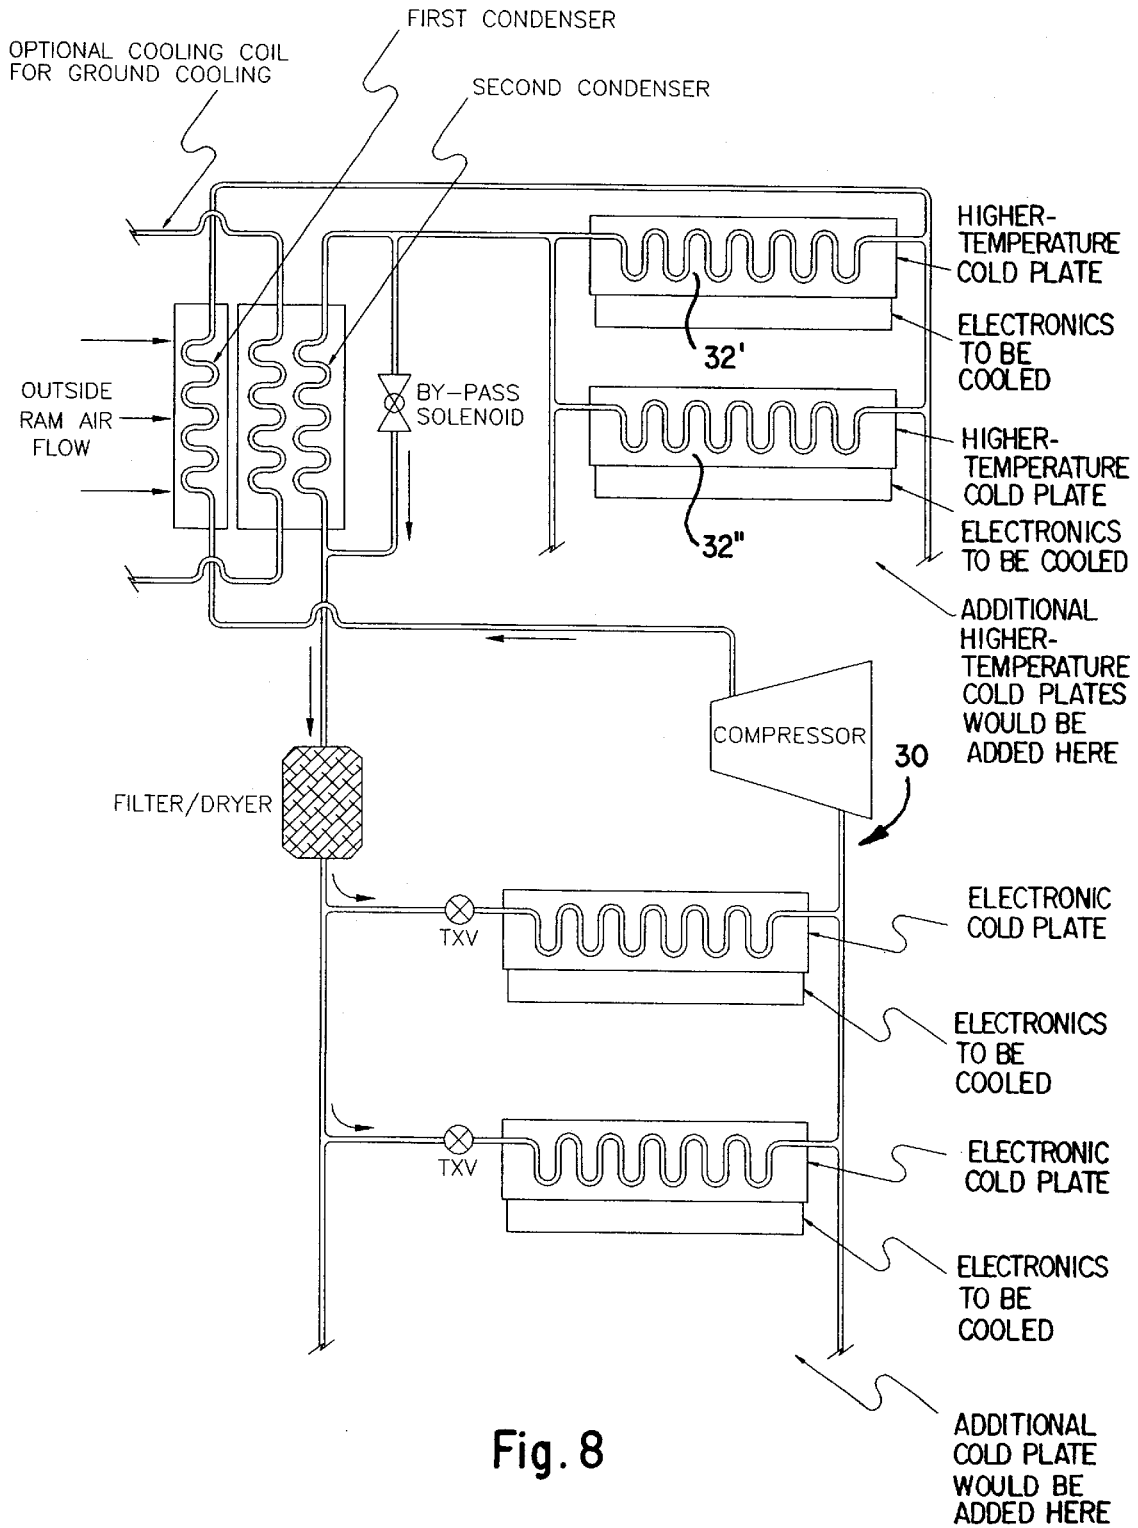 FIRST CONDENSER
OPTIONAL COOLING COIL
FOR GROUND COOLING
SECOND CONDENSER
HIGHER-
TEMPERATURE
COLD PLATE
ELECTRONICS
TO BE
COOLED
32'
OUTSIDE
RAM AIR
FLOW
BY-PASS
SOLENOID
HIGHER-
TEMPERATURE
COLD PLATE
32"
ELECTRONICS
TO BE COOLED
ADDITIONAL
HIGHER-
TEMPERATURE
COLD PLATES
WOULD BE
ADDED HERE
COMPRESSOR
30
FILTER/DRYER
TXV
ELECTRONIC
COLD PLATE
ELECTRONICS
TO BE
COOLED
TXV
ELECTRONIC
COLD PLATE
ELECTRONICS
TO BE
COOLED
Fig. 8
ADDITIONAL
COLD PLATE
WOULD BE
ADDED HERE